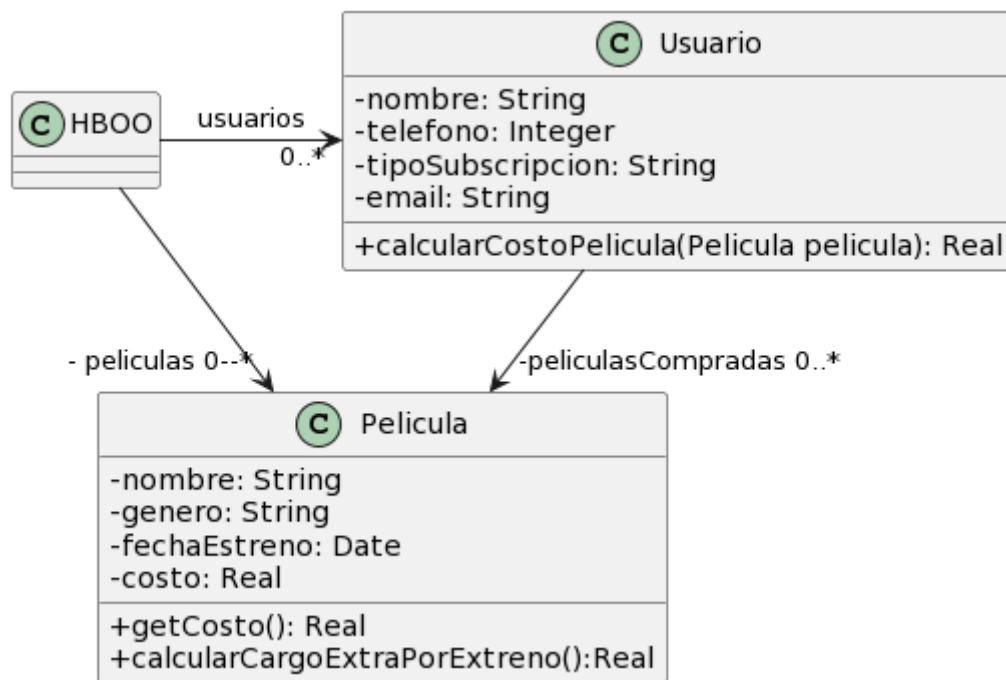 C Usuario
-nombre: String
-telefono: Integer
-tipoSubscripcion: String
-email: String
+calcularCostoPelicula(Pelicula pelicula): Real
C HBOO
usuarios
0..*
- peliculas 0--*
-peliculasCompradas 0..*
C Pelicula
-nombre: String
-genero: String
-fechaEstreno: Date
-costo: Real
+getCosto(): Real
+calcularCargoExtraPorExtreno():Real